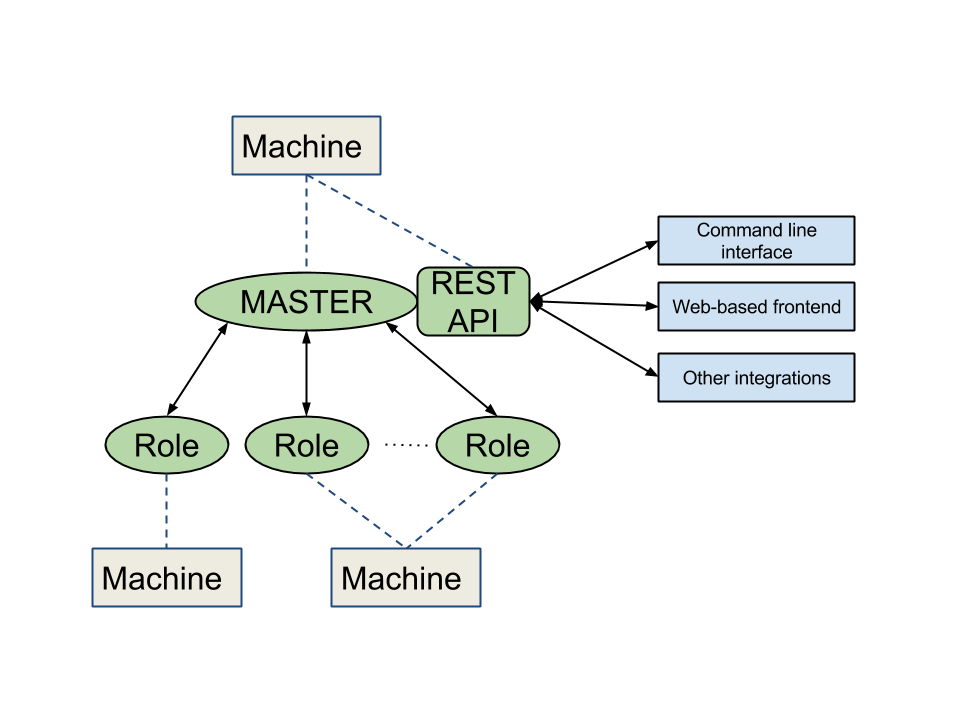 Machine
MASTER
REST
API
Command line
interface
Web-based frontend
Other integrations
Role
Role
Role
Machine
Machine